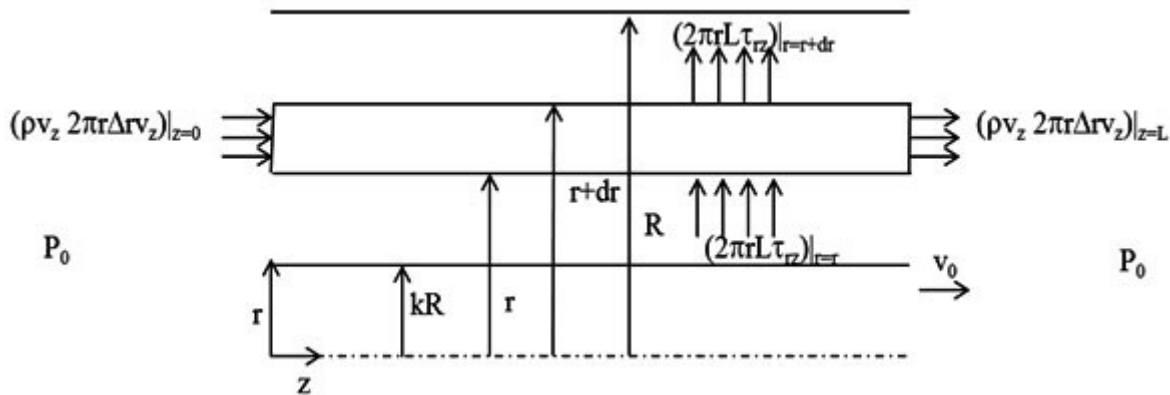 (2πrLτrz)|r=r+dr
(ρvz 2πrΔrvz)|z=0
(ρvz 2πrΔrvz)|z=L
r+dr
R
P0
(2πrLτrz)|r=r
v0
P0
r
kR
r
z